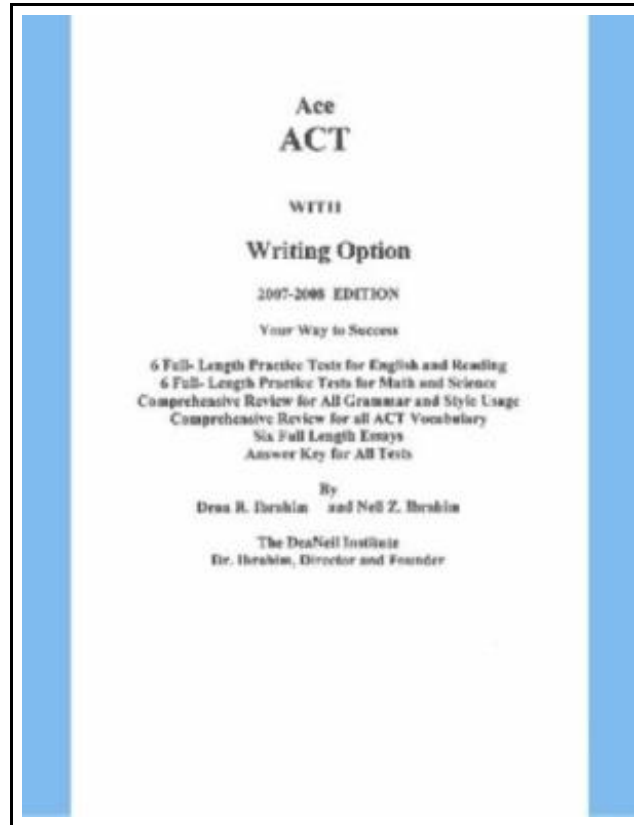 Ace
ACT
WITH
Writing Option
2007-2008 EDITION
Your Way to Success
6 Full- Length Practice Tests for English and Reading
6 Full- Length Practice Tests for Math and Science
Comprehensive Review for All Grammar and Style Usage
Comprehensive Review for all ACT Vocabulary
Six Full Length Essays
Answer Key for All Tests
By
R. Ibrahim and Nell Z. Ibrahim
The DeaNell Institute
Dr. Ibrahim, Director and Founder